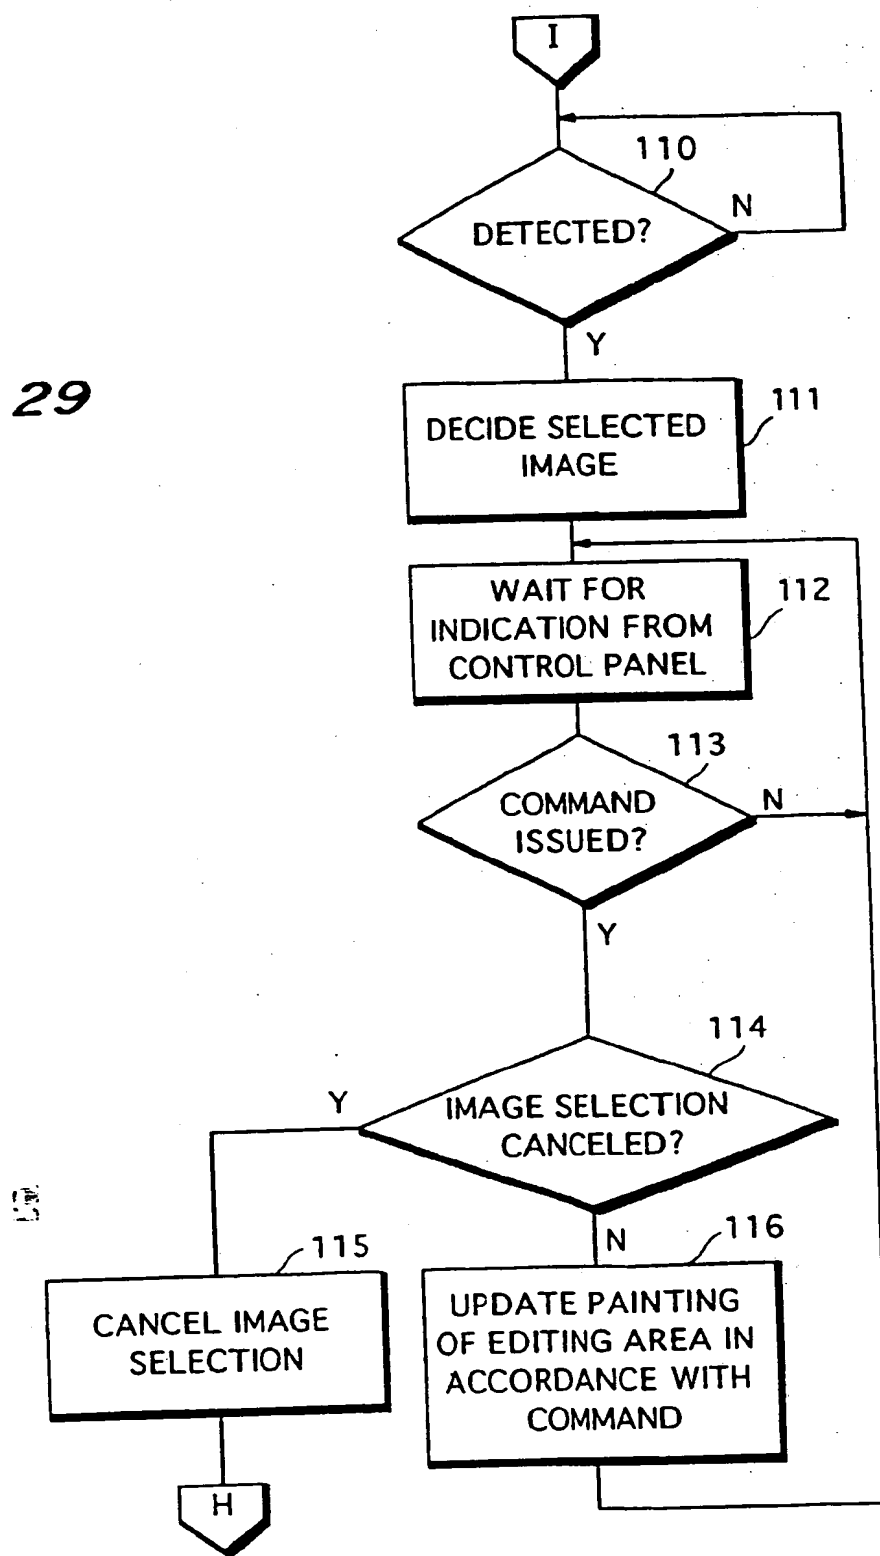 I
110
N
DETECTED?
Y
29
111
DECIDE SELECTED
IMAGE
112
WAIT FOR
INDICATION FROM
CONTROL PANEL
113
N
COMMAND
ISSUED?
Y
114
Y
IMAGE SELECTION
CANCELED?
N
115
CANCEL IMAGE
SELECTION
116
UPDATE PAINTING
OF EDITING AREA IN
ACCORDANCE WITH
COMMAND
H